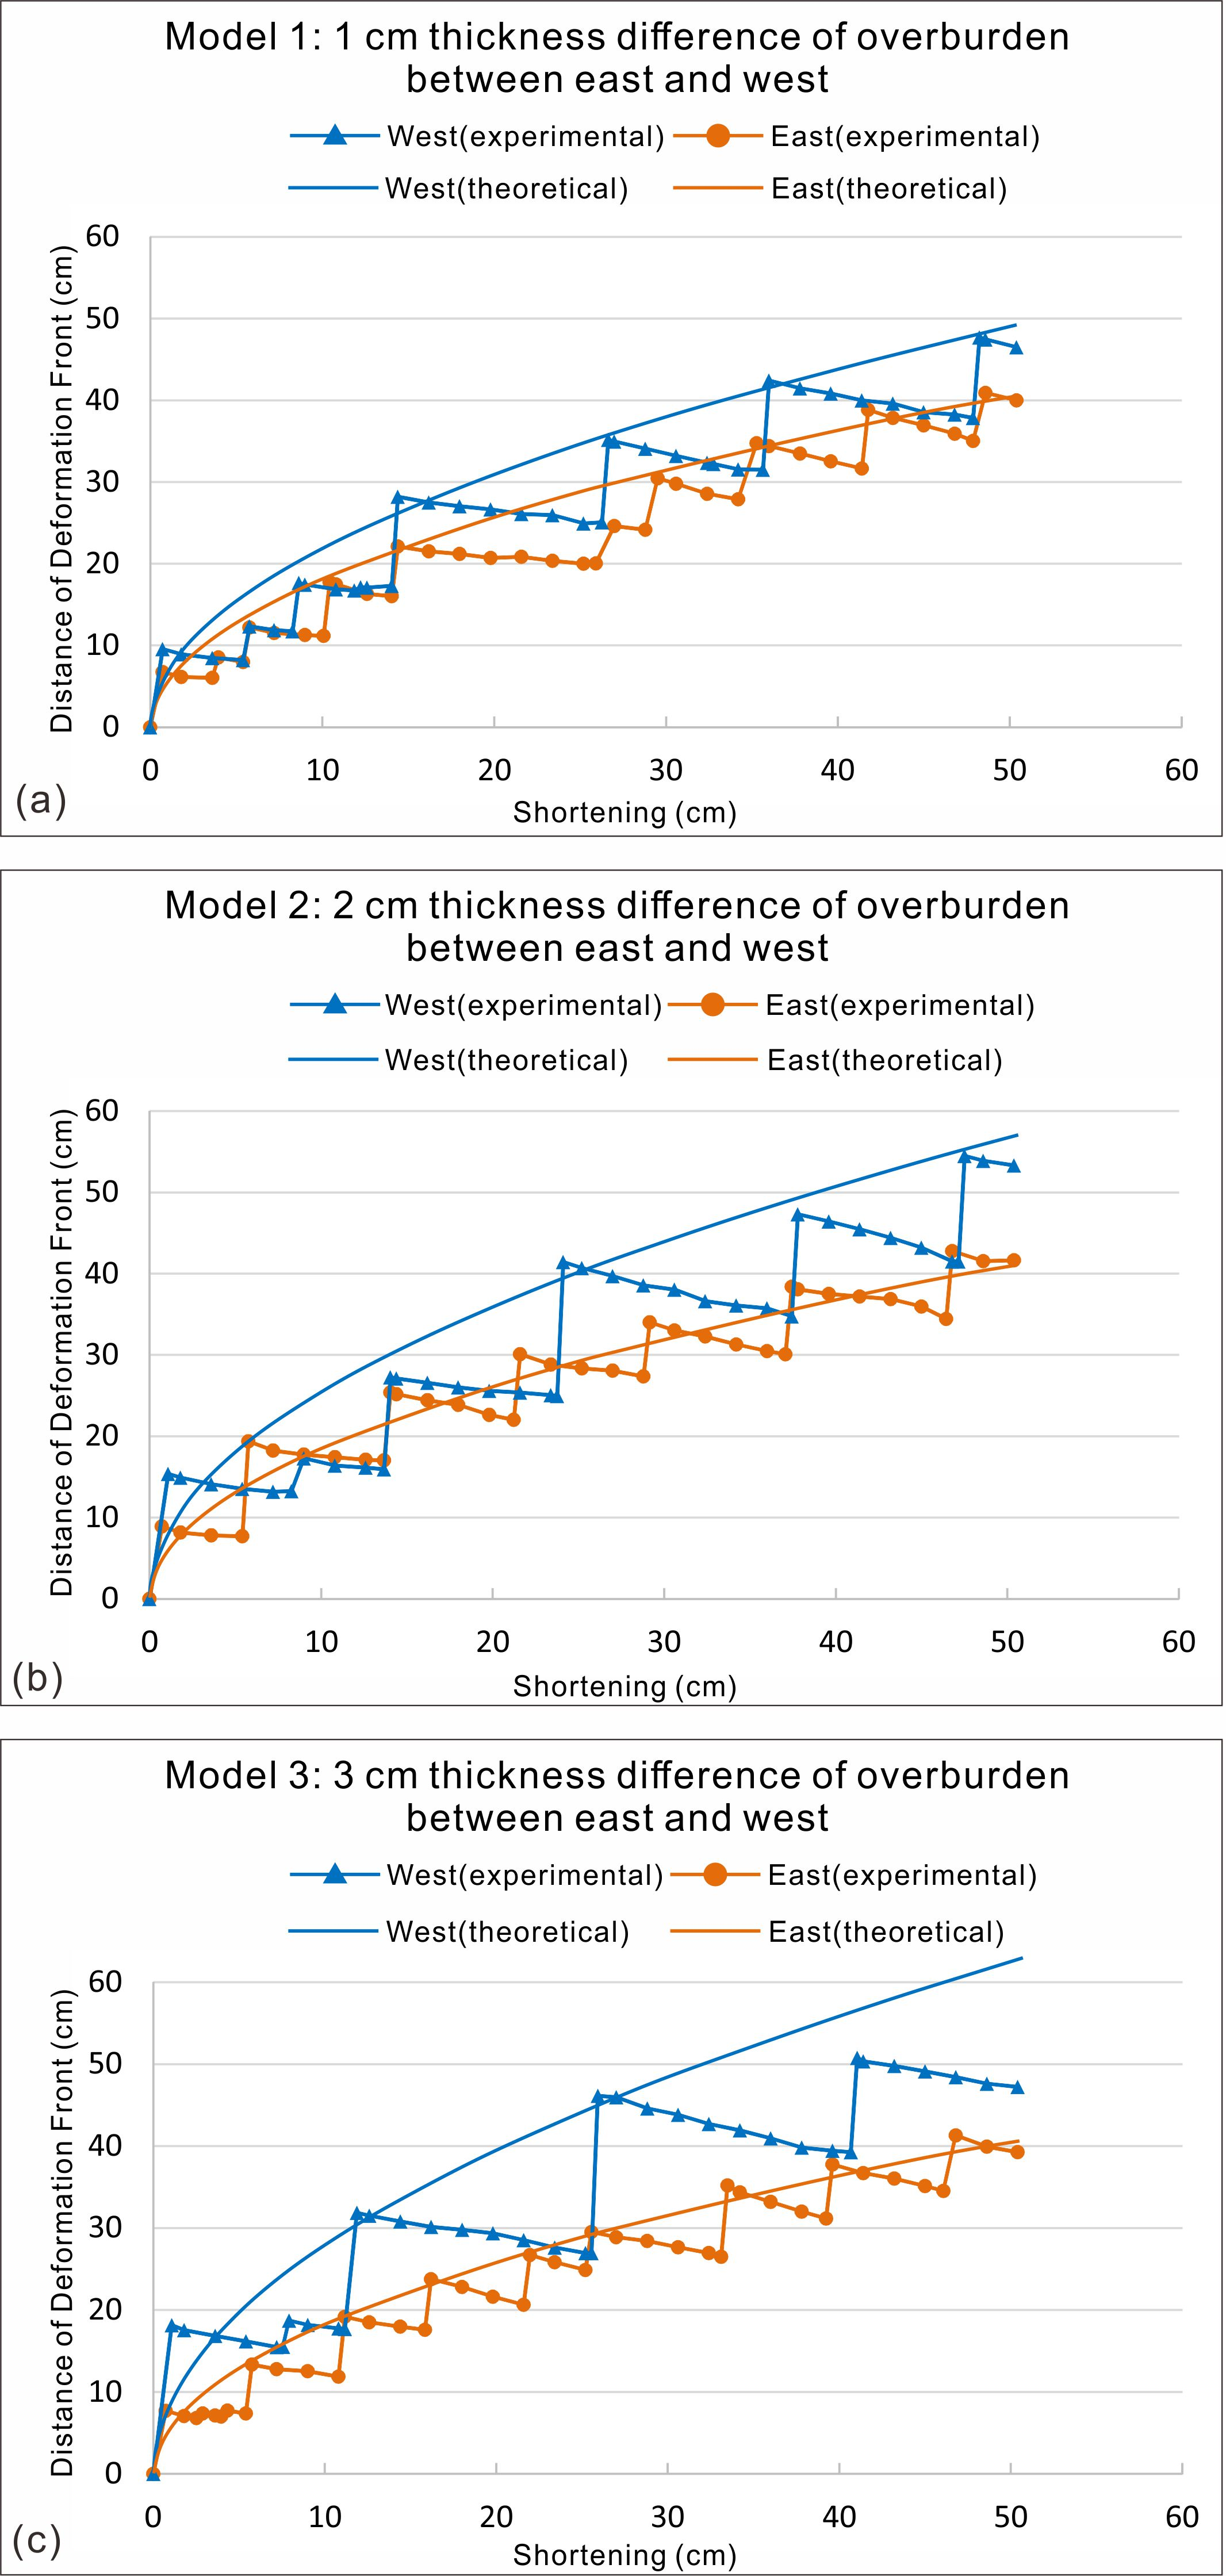 Model 1: 1 cm thickness difference of overburden
between east and west
West(experimental) East(experimental)
West(theoretical) East(theoretical)
Distance of Deformation Front (cm)
60
50
40
30
20
10
0
0 10 20 30 40 50 60
Shortening (cm)
(a)
Model 2: 2 cm thickness difference of overburden
between east and west
West(experimental) East(experimental)
West(theoretical) East(theoretical)
Distance of Deformation Front (cm)
60
50
40
30
20
10
0
0 10 20 30 40 50 60
Shortening (cm)
(b)
Model 3: 3 cm thickness difference of overburden
between east and west
West(experimental) East(experimental)
West(theoretical) East(theoretical)
Distance of Deformation Front (cm)
60
50
40
30
20
10
0
0 10 20 30 40 50 60
Shortening (cm)
(c)